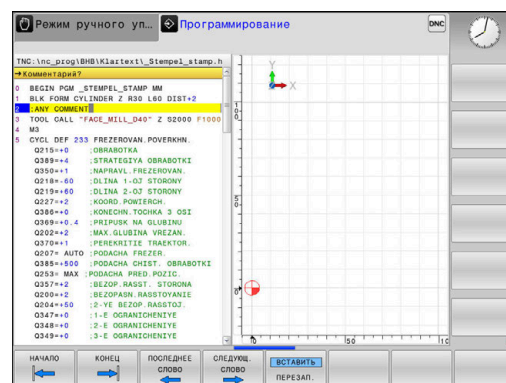 Режим ручного уп…
Программирование
DNC
TNC:\nc_prog\BHB\Klartext\_Stempel_stamp.h
→Комментарий?
0 BEGIN PGM _STEMPEL_STAMP MM
1 BLK FORM CYLINDER Z R30 L60 DIST+2
2 ;ANY COMMENT
3 TOOL CALL "FACE_MILL_D40" Z S2000 F1000
4 M3
5 CYCL DEF 233 FREZEROVAN.POVERKHN.
Q215=+0 ;OBRABOTKA
Q389=+4 ;STRATEGIYA OBRABOTKI
Q350=+1 ;NAPRAVL.FREZEROVAN.
Q218=-60 ;DLINA 1-OJ STORONY
Q219=+60 ;DLINA 2-OJ STORONY
Q227=+2 ;KOORD.POWIERCH.
Q386=+0 ;KONECHN.TOCHKA 3 OSI
Q369=+0.4 ;PRIPUSK NA GLUBINU
Q202=+2 ;MAX.GLUBINA VREZAN.
Q370=+1 ;PEREKRITIE TRAEKTOR.
Q207= AUTO ;PODACHA FREZER.
Q385=+500 ;PODACHA CHIST. OBRABOTKI
Q253= MAX ;PODACHA PRED.POZIC.
Q357=+2 ;BEZOP.RASST. STORONA
Q200=+2 ;BEZOPASN.RASSTOYANIE
Q204=+50 ;2-YE BEZOP.RASSTOJ.
Q347=+0 ;1-E OGRANICHENIYE
Q348=+0 ;2-E OGRANICHENIYE
Q349=+0 ;3-E OGRANICHENIYE
Y
X
100
50
0
0
50
НАЧАЛО
КОНЕЦ
ПОСЛЕДНЕЕ СЛОВО
СЛЕДУЮЩ. СЛОВО
ВСТАВИТЬ
ПЕРЕЗАП.